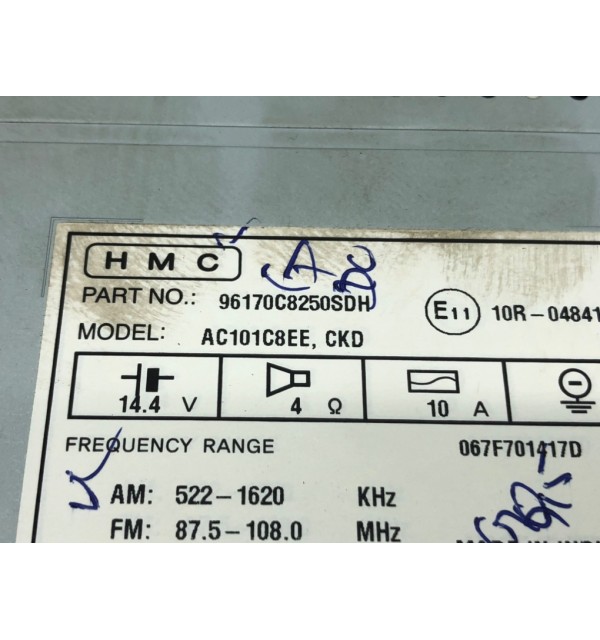 HMC
PART NO.: 96170C8250SDH
MODEL: AC101C8EE, CKD
E11 10R-04841
14.4 V 4 Ω 10 A
FREQUENCY RANGE 067F701417D
AM: 522-1620 KHz
FM: 87.5-108.0 MHz